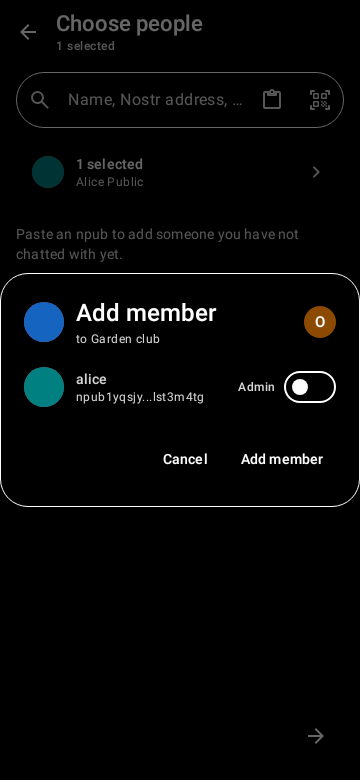 Choose people
1 selected
Name, Nostr address, …
1 selected
Alice Public
Paste an npub to add someone you have not
chatted with yet.
Add member
O
to Garden club
alice
npub1yqsjy...lst3m4tg
Admin
Cancel
Add member